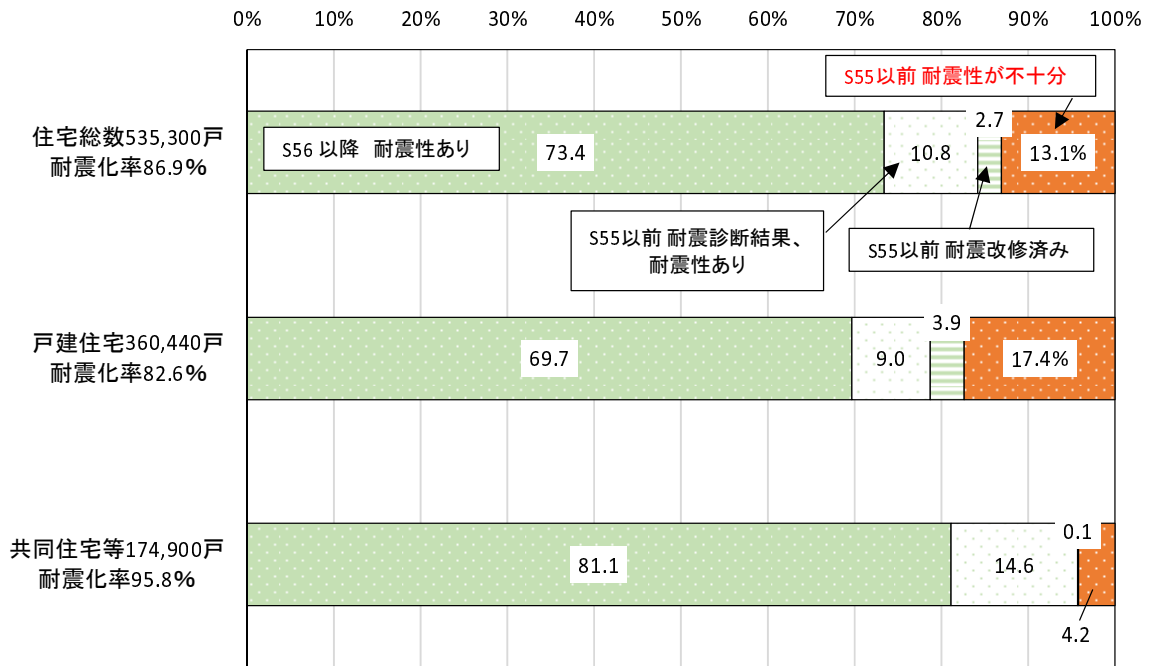 0% 10% 20% 30% 40% 50% 60% 70% 80% 90% 100%
S55以前 耐震性が不十分
住宅総数535,300戸
耐震化率86.9%
S56 以降　耐震性あり
73.4
10.8
2.7
13.1%
S55以前 耐震診断結果、
耐震性あり
S55以前 耐震改修済み
戸建住宅360,440戸
耐震化率82.6%
69.7
9.0
3.9
17.4%
共同住宅等174,900戸
耐震化率95.8%
81.1
14.6
0.1
4.2